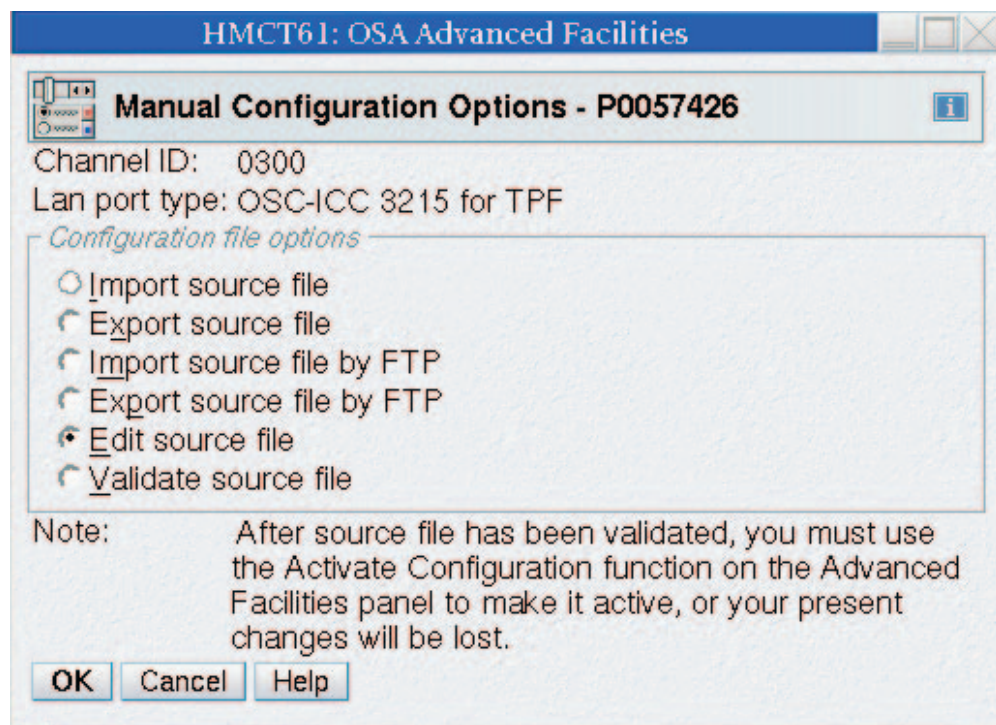 HMCT61: OSA Advanced Facilities
Manual Configuration Options - P0057426
i
Channel ID: 0300
Lan port type: OSC-ICC 3215 for TPF
Configuration file options
Import source file
Export source file
Import source file by FTP
Export source file by FTP
Edit source file
Validate source file
Note: After source file has been validated, you must use
the Activate Configuration function on the Advanced
Facilities panel to make it active, or your present
changes will be lost.
OK Cancel Help